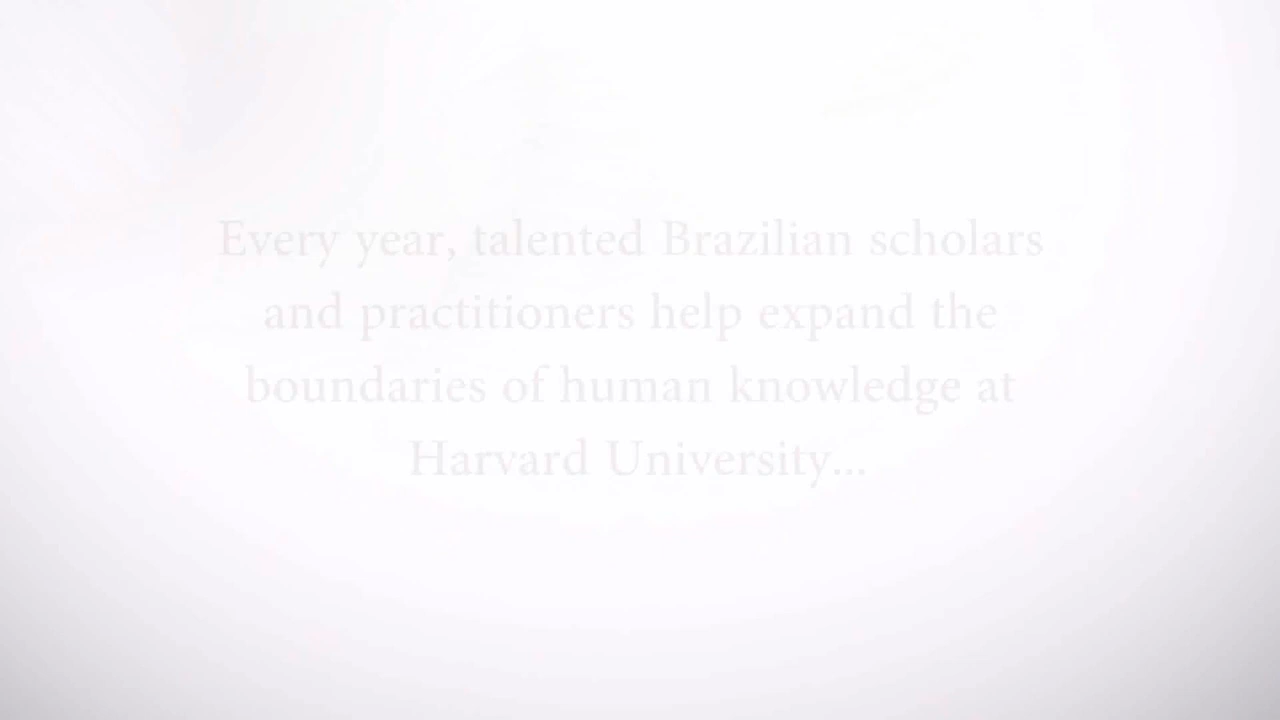 Every year, talented Brazilian scholars
and practitioners help expand the
boundaries of human knowledge at
Harvard University...